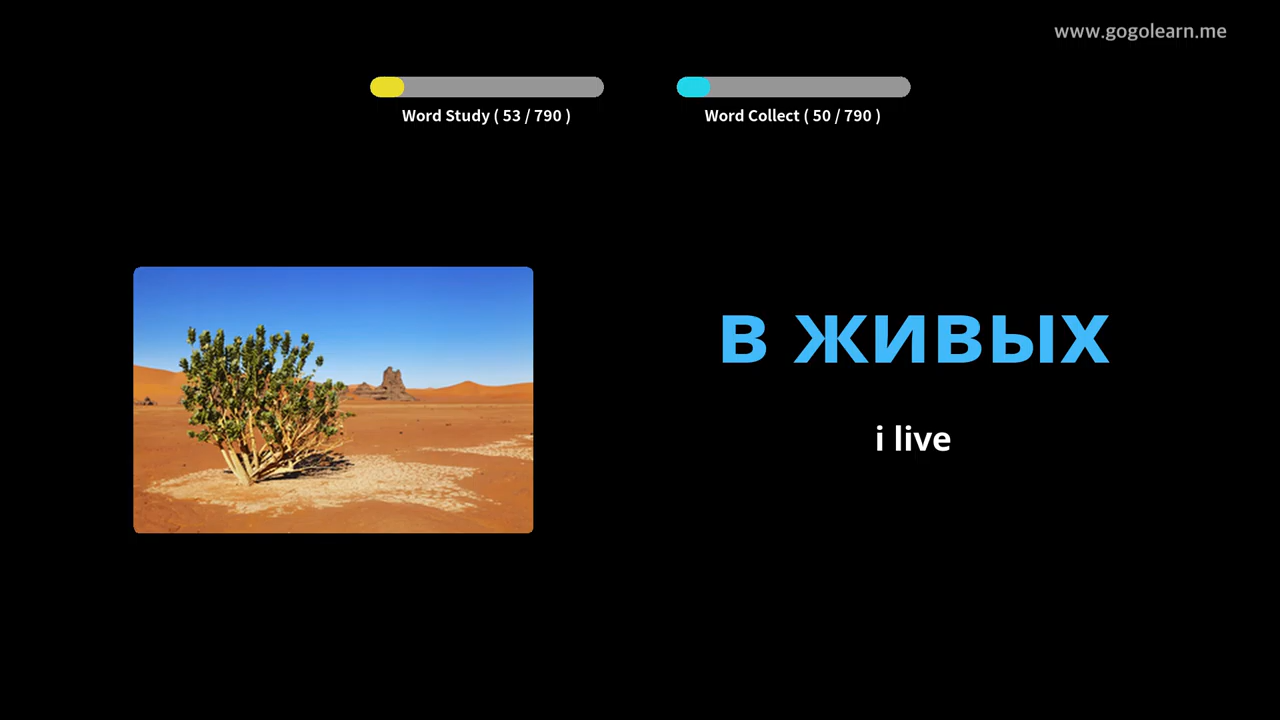 www.gogolearn.me
Word Study ( 53 / 790 )
Word Collect ( 50 / 790 )
в живых
i live